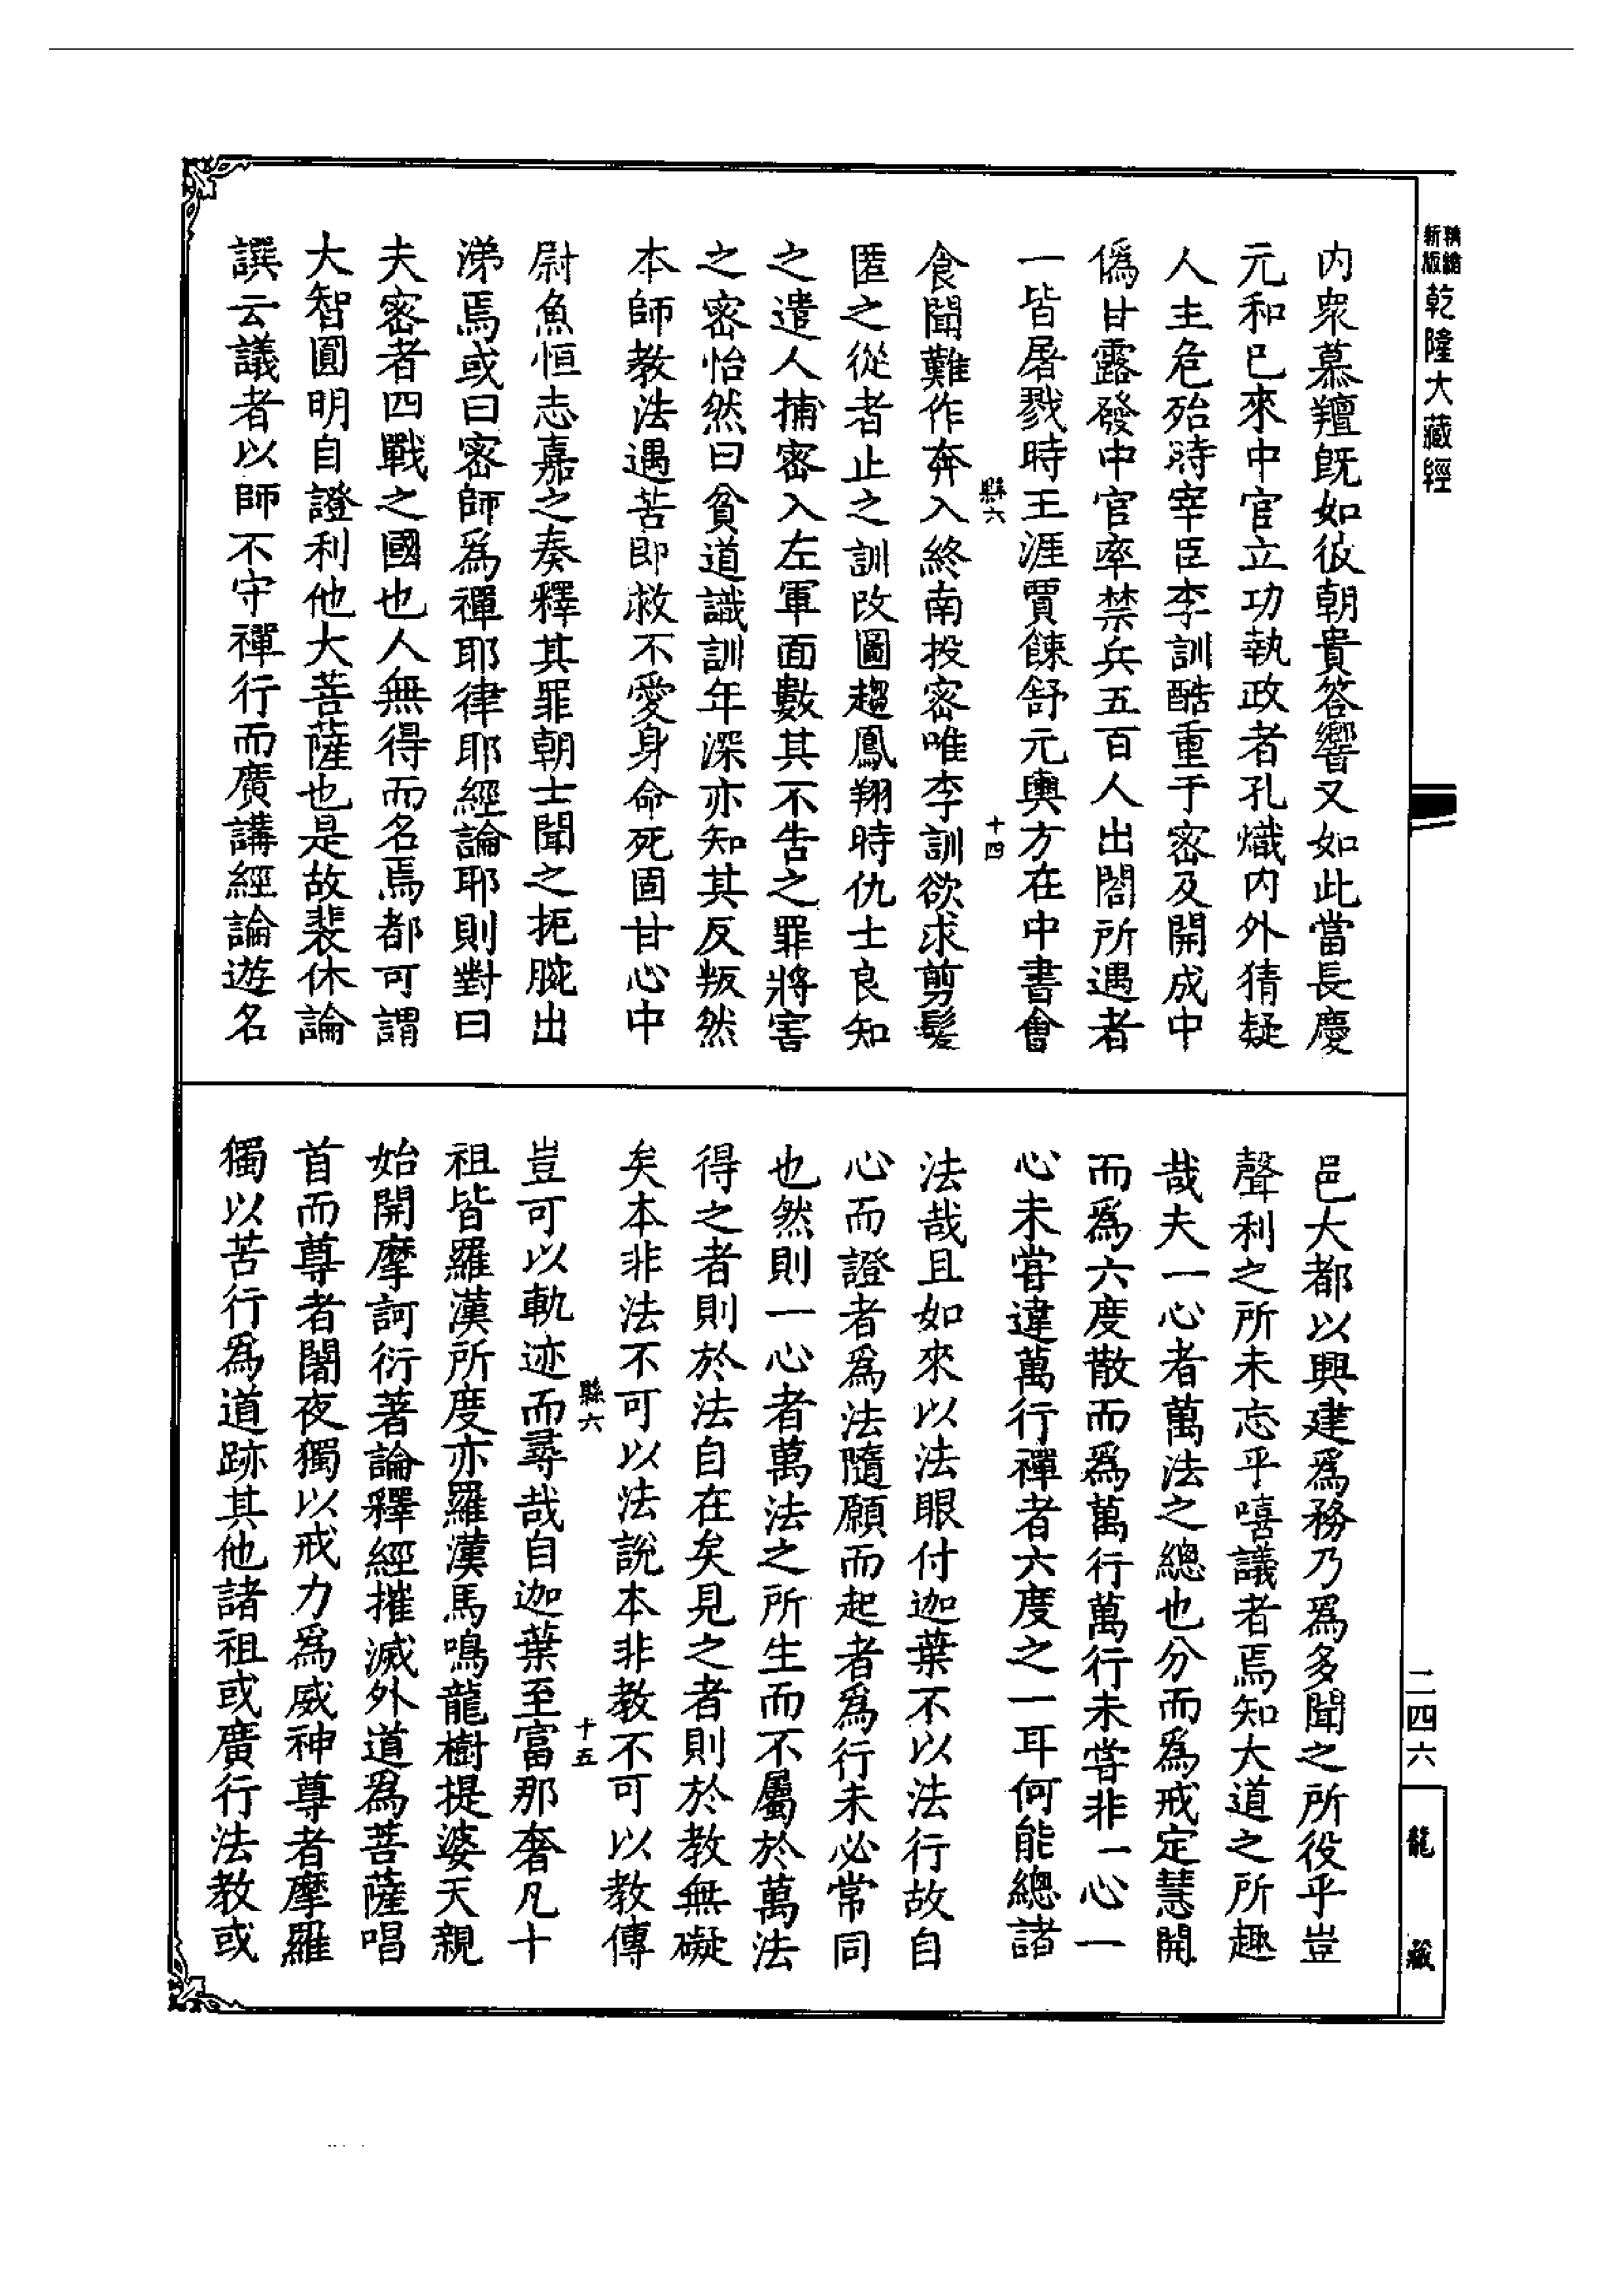 精繪
新版
乾隆大藏經
內衆慕羶旣如彼朝貴答響又如此當長慶
元和已來中官立功執政者孔熾內外猜疑
人主危殆時宰臣李訓酷重于密及開成中
僞甘露發中官率禁兵五百人出閤所遇者
一皆屠戮時王涯賈餗舒元輿方在中書會
縣六
十四
食聞難作奔入終南投密唯李訓欲求剪髮
匿之從者止之訓改圖趨鳳翔時仇士良知
之遣人捕密入左軍面數其不告之罪將害
之密怡然曰貧道識訓年深亦知其反叛然
本師教法遇苦卽救不愛身命死固甘心中
尉魚恒志嘉之奏釋其罪朝士聞之扼腕出
涕焉或曰密師爲禪耶律耶經論耶則對曰
夫密者四戰之國也人無得而名焉都可謂
大智圓明自證利他大菩薩也是故裴休論
譔云議者以師不守禪行而廣講經論遊名
邑大都以興建爲務乃爲多聞之所役乎豈
聲利之所未忘乎嘻議者焉知大道之所趣
哉夫一心者萬法之總也分而爲戒定慧開
而爲六度散而爲萬行萬行未嘗非一心一
心未嘗違萬行禪者六度之一耳何能總諸
法哉且如來以法眼付迦葉不以法行故自
心而證者爲法隨願而起者爲行未必常同
也然則一心者萬法之所生而不屬於萬法
得之者則於法自在矣見之者則於教無礙
矣本非法不可以法說本非教不可以教傳
縣六
十五
豈可以軌迹而尋哉自迦葉至富那奢凡十
祖皆羅漢所度亦羅漢馬鳴龍樹提婆天親
始開摩訶衍著論釋經摧滅外道爲菩薩唱
首而尊者闍夜獨以戒力爲威神尊者摩羅
獨以苦行爲道跡其他諸祖或廣行法教或
二四六
龍藏